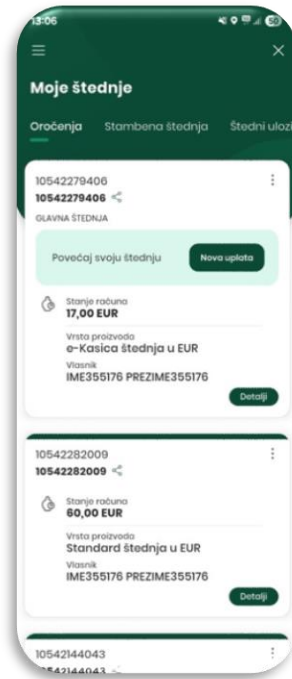 13:06
50
Moje štednje
Oročenja Stambena štednja Štedni ulozi
10542279406
10542279406
GLAVNA ŠTEDNJA
Povećaj svoju štednju Nova uplata
Stanje računa
17,00 EUR
Vrsta proizvoda
e-Kasica štednja u EUR
Vlasnik
IME355176 PREZIME355176
Detalji
10542282009
10542282009
Stanje računa
60,00 EUR
Vrsta proizvoda
Standard štednja u EUR
Vlasnik
IME355176 PREZIME355176
Detalji
10542144043
10542144043